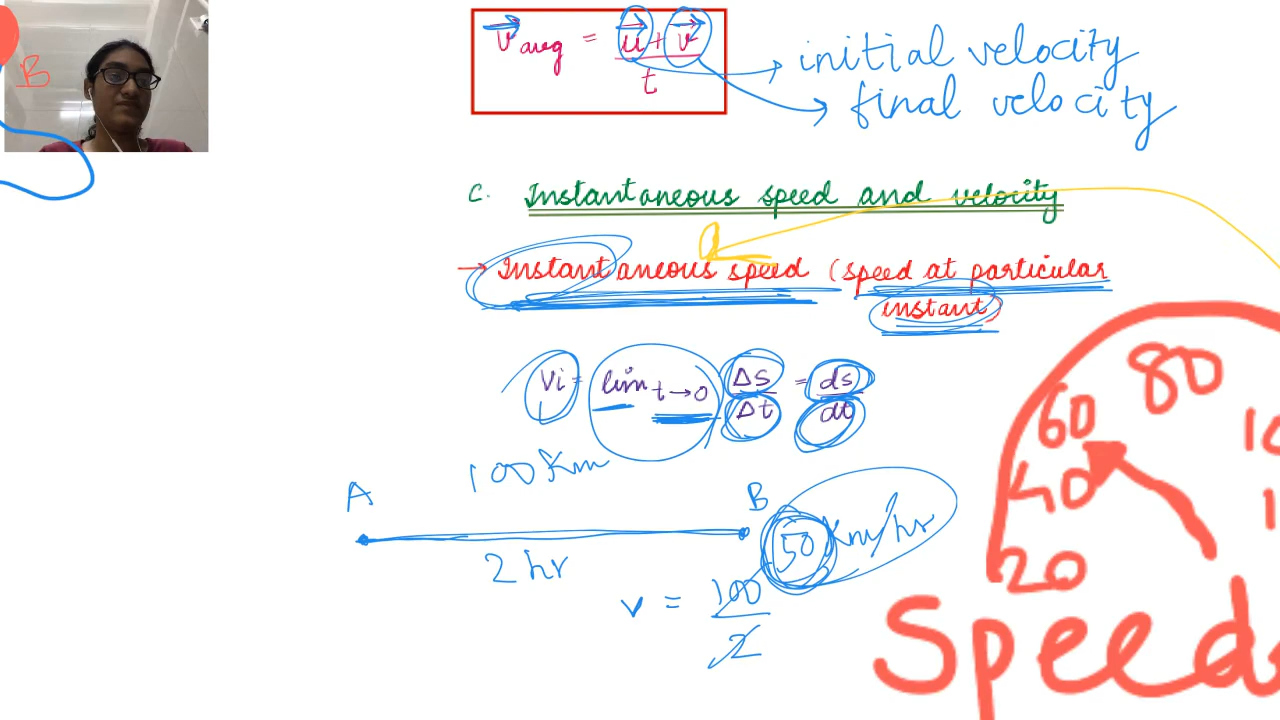 B
v⃗ avg = u⃗ + v⃗ / t
initial velocity
final velocity
C. Instantaneous speed and velocity
→ Instantaneous speed (speed at particular
instant)
Vi = lim t→0 Δs/Δt = ds/dt
100 Km
A B
2 hr
50 Km/hr
v = 100/2
20
40
60
80
Speed